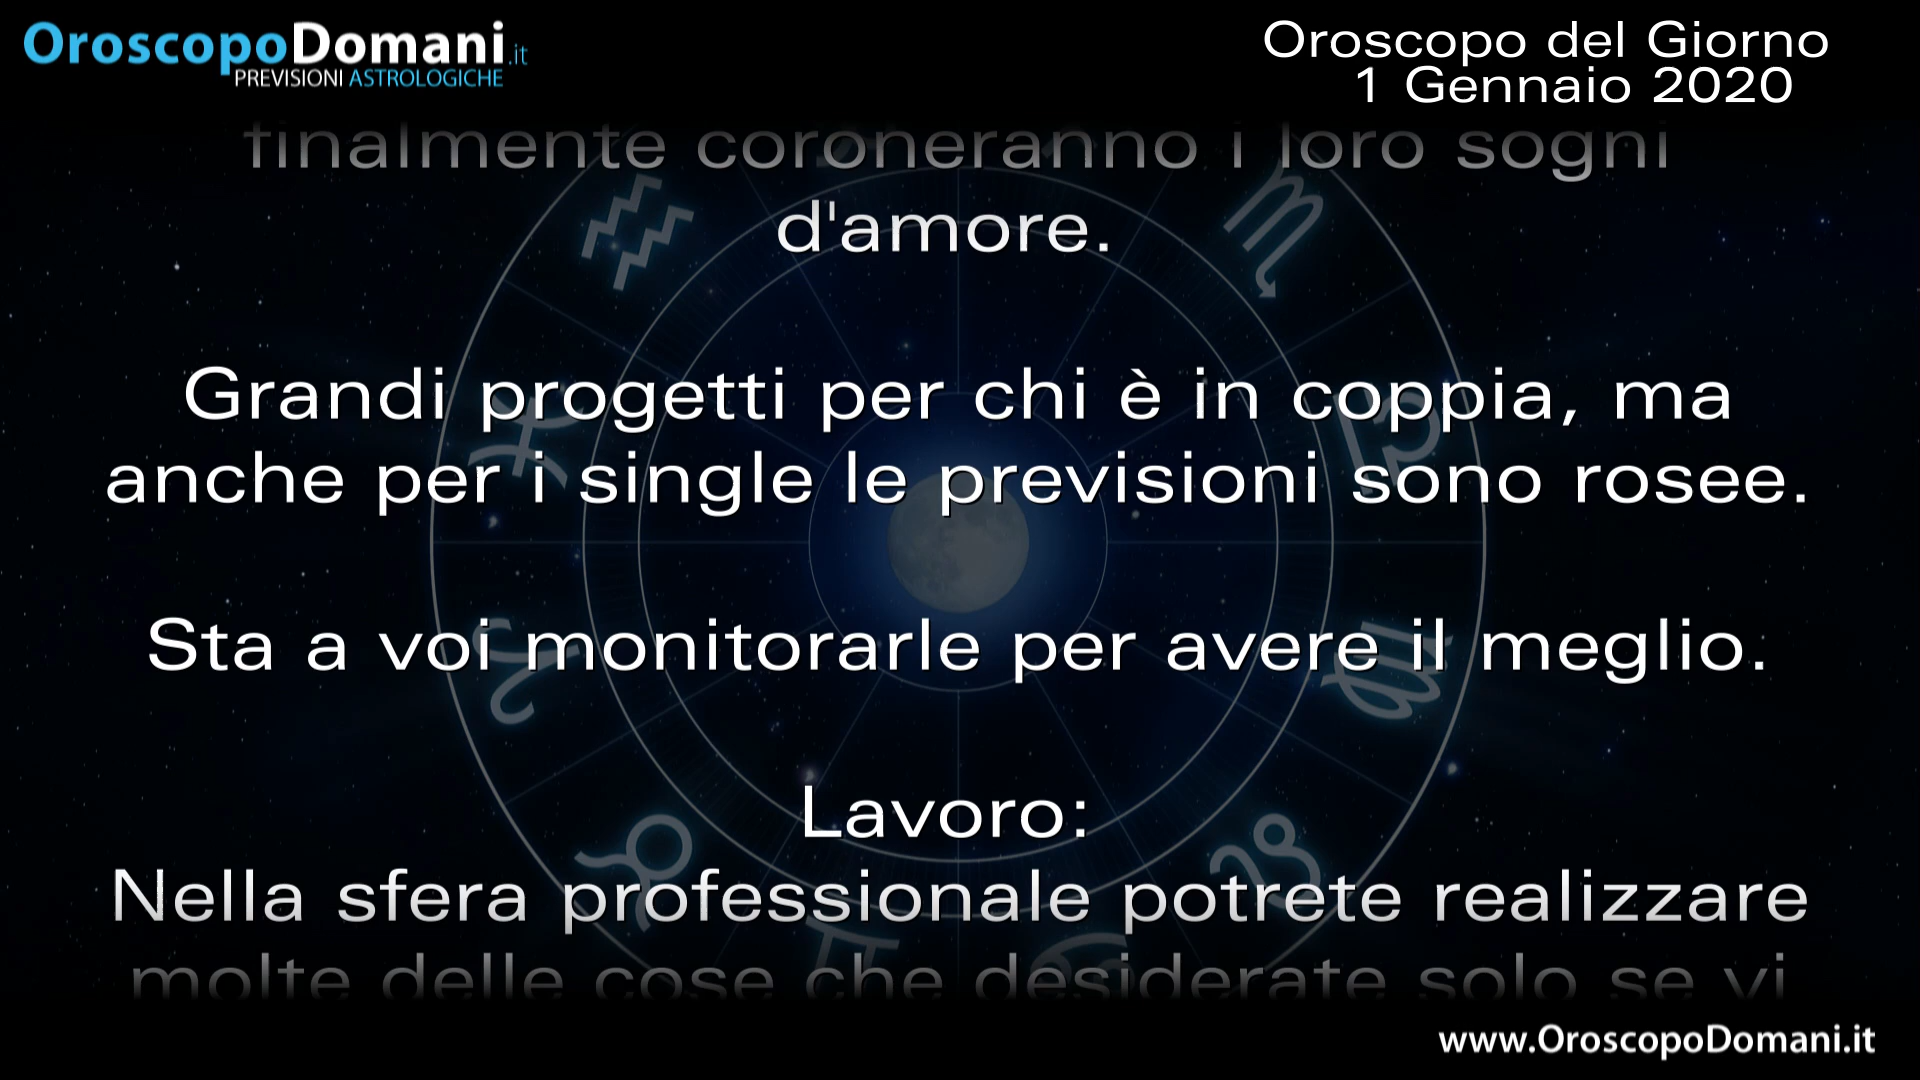 OroscopoDomani.it
PREVISIONI ASTROLOGICHE
Oroscopo del Giorno
1 Gennaio 2020
finalmente coroneranno i loro sogni
d'amore.
Grandi progetti per chi è in coppia, ma
anche per i single le previsioni sono rosee.
Sta a voi monitorarle per avere il meglio.
Lavoro:
Nella sfera professionale potrete realizzare
molte delle cose che desiderate solo se vi
www.OroscopoDomani.it